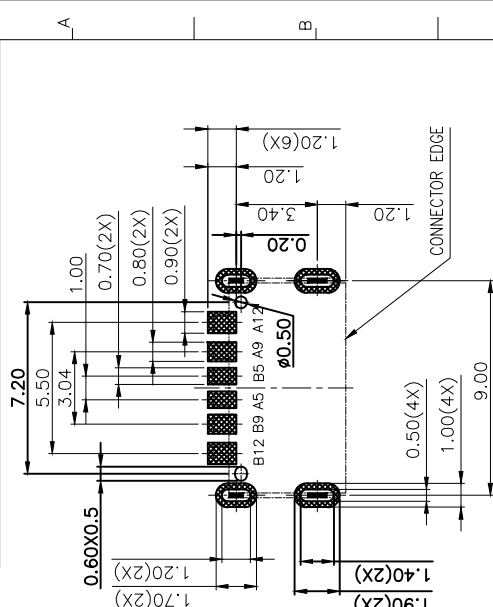 A
B
1.20(6X)
1.20
3.40
1.20
0.20
CONNECTOR EDGE
1.00
0.70(2X)
0.80(2X)
0.90(2X)
7.20
5.50
3.04
B12 B9 A5 B5 A9 A12
ø0.50
9.00
0.50(4X)
1.00(4X)
0.60X0.5
1.20(2X)
1.70(2X)
1.40(2X)
1.90(2X)